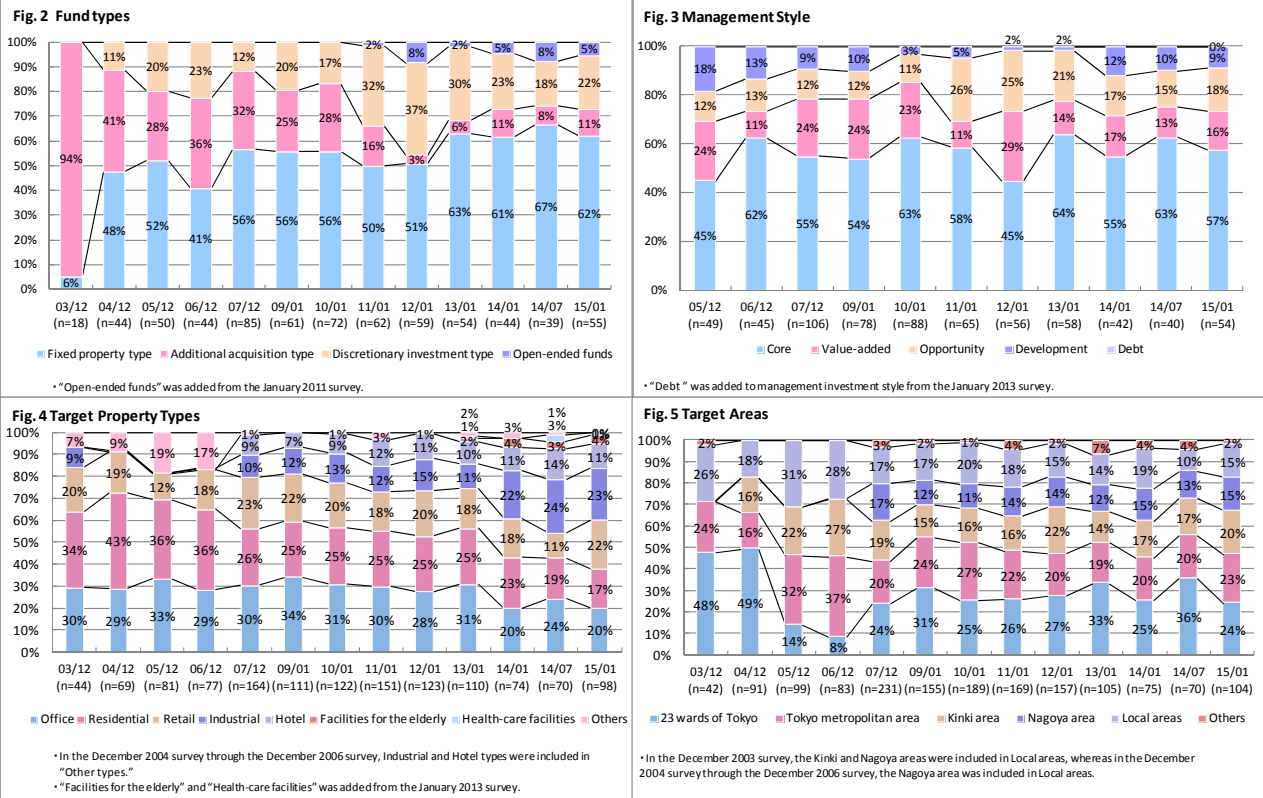 Fig. 2 Fund types
100%
90%
80%
70%
60%
50%
40%
30%
20%
10%
0%
11% 20% 23% 12% 20% 17% 2% 8% 2% 5% 8% 5%
32% 37% 30% 23% 18% 22%
94% 41% 28% 36% 32% 25% 28% 16% 3% 6% 11% 8% 11%
6% 48% 52% 41% 56% 56% 56% 50% 51% 63% 61% 67% 62%
03/12 04/12 05/12 06/12 07/12 09/01 10/01 11/01 12/01 13/01 14/01 14/07 15/01
(n=18) (n=44) (n=50) (n=44) (n=85) (n=61) (n=72) (n=62) (n=59) (n=54) (n=44) (n=39) (n=55)
Fixed property type Additional acquisition type Discretionary investment type Open-ended funds
・“Open-ended funds” was added from the January 2011 survey.
Fig. 3 Management Style
100%
80%
60%
40%
20%
0%
2% 2% 0%
18% 13% 9% 10% 3% 5% 12% 10% 9%
12% 13% 12% 12% 11% 26% 25% 21% 17% 15% 18%
24% 11% 24% 24% 23% 11% 29% 14% 17% 13% 16%
45% 62% 55% 54% 63% 58% 45% 64% 55% 63% 57%
05/12 06/12 07/12 09/01 10/01 11/01 12/01 13/01 14/01 14/07 15/01
(n=49) (n=45) (n=106) (n=78) (n=88) (n=65) (n=56) (n=58) (n=42) (n=40) (n=54)
Core Value-added Opportunity Development Debt
・“Debt ” was added to management investment style from the January 2013 survey.
Fig. 4 Target Property Types
100%
90%
80%
70%
60%
50%
40%
30%
20%
10%
0%
2% 1%
1% 3% 3%
7% 9% 19% 17% 1% 1% 3% 1% 2% 4% 3% 4%
9% 9% 7% 9% 12% 11% 10% 11% 14% 11%
10% 12% 13% 12% 15% 11% 22% 24% 23%
20% 19% 12% 18% 23% 22% 20% 18% 20% 18% 18% 11% 22%
34% 43% 36% 36% 26% 25% 25% 25% 25% 25% 23% 19% 17%
30% 29% 33% 29% 30% 34% 31% 30% 28% 31% 20% 24% 20%
03/12 04/12 05/12 06/12 07/12 09/01 10/01 11/01 12/01 13/01 14/01 14/07 15/01
(n=44) (n=69) (n=81) (n=77) (n=164) (n=111) (n=122) (n=151) (n=123) (n=110) (n=74) (n=70) (n=98)
Office Residential Retail Industrial Hotel Facilities for the elderly Health-care facilities Others
・In the December 2004 survey through the December 2006 survey, Industrial and Hotel types were included in
“Other types.”
・“Facilities for the elderly” and “Health-care facilities” was added from the January 2013 survey.
Fig. 5 Target Areas
100%
90%
80%
70%
60%
50%
40%
30%
20%
10%
0%
2% 3% 2% 1% 4% 2% 7% 4% 4% 2%
26% 18% 31% 28% 17% 17% 20% 18% 15% 14% 19% 10% 15%
17% 12% 11% 14% 14% 12% 15% 13% 15%
16% 22% 27% 19% 15% 16% 16% 22% 14% 17% 17% 20%
24% 16% 32% 37% 20% 24% 27% 22% 20% 19% 20% 20% 23%
48% 49% 14% 8% 24% 31% 25% 26% 27% 33% 25% 36% 24%
03/12 04/12 05/12 06/12 07/12 09/01 10/01 11/01 12/01 13/01 14/01 14/07 15/01
(n=42) (n=91) (n=99) (n=83) (n=231) (n=155) (n=189) (n=169) (n=157) (n=105) (n=75) (n=70) (n=104)
23 wards of Tokyo Tokyo metropolitan area Kinki area Nagoya area Local areas Others
・In the December 2003 survey, the Kinki and Nagoya areas were included in Local areas, whereas in the December
2004 survey through the December 2006 survey, the Nagoya area was included in Local areas.